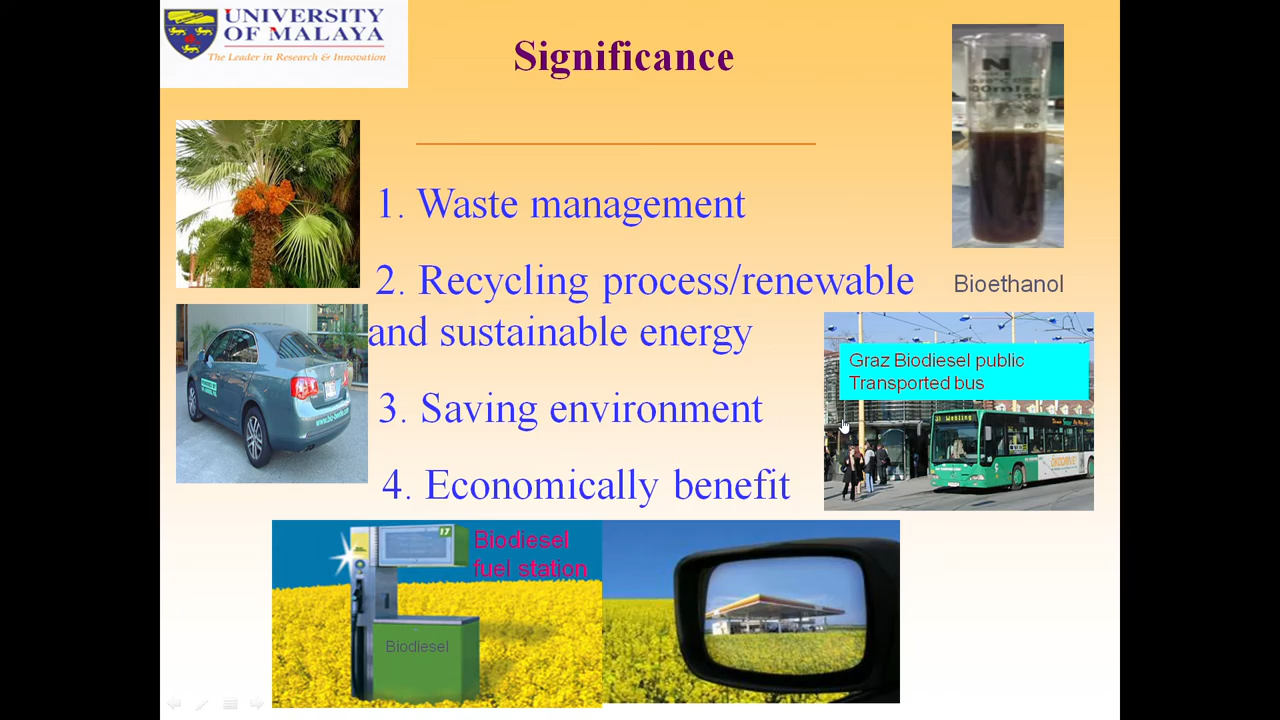 UNIVERSITY
OF MALAYA
The Leader in Research & Innovation
Significance
1. Waste management
2. Recycling process/renewable
and sustainable energy
3. Saving environment
4. Economically benefit
Bioethanol
Graz Biodiesel public
Transported bus
Biodiesel
fuel station
17
Biodiesel